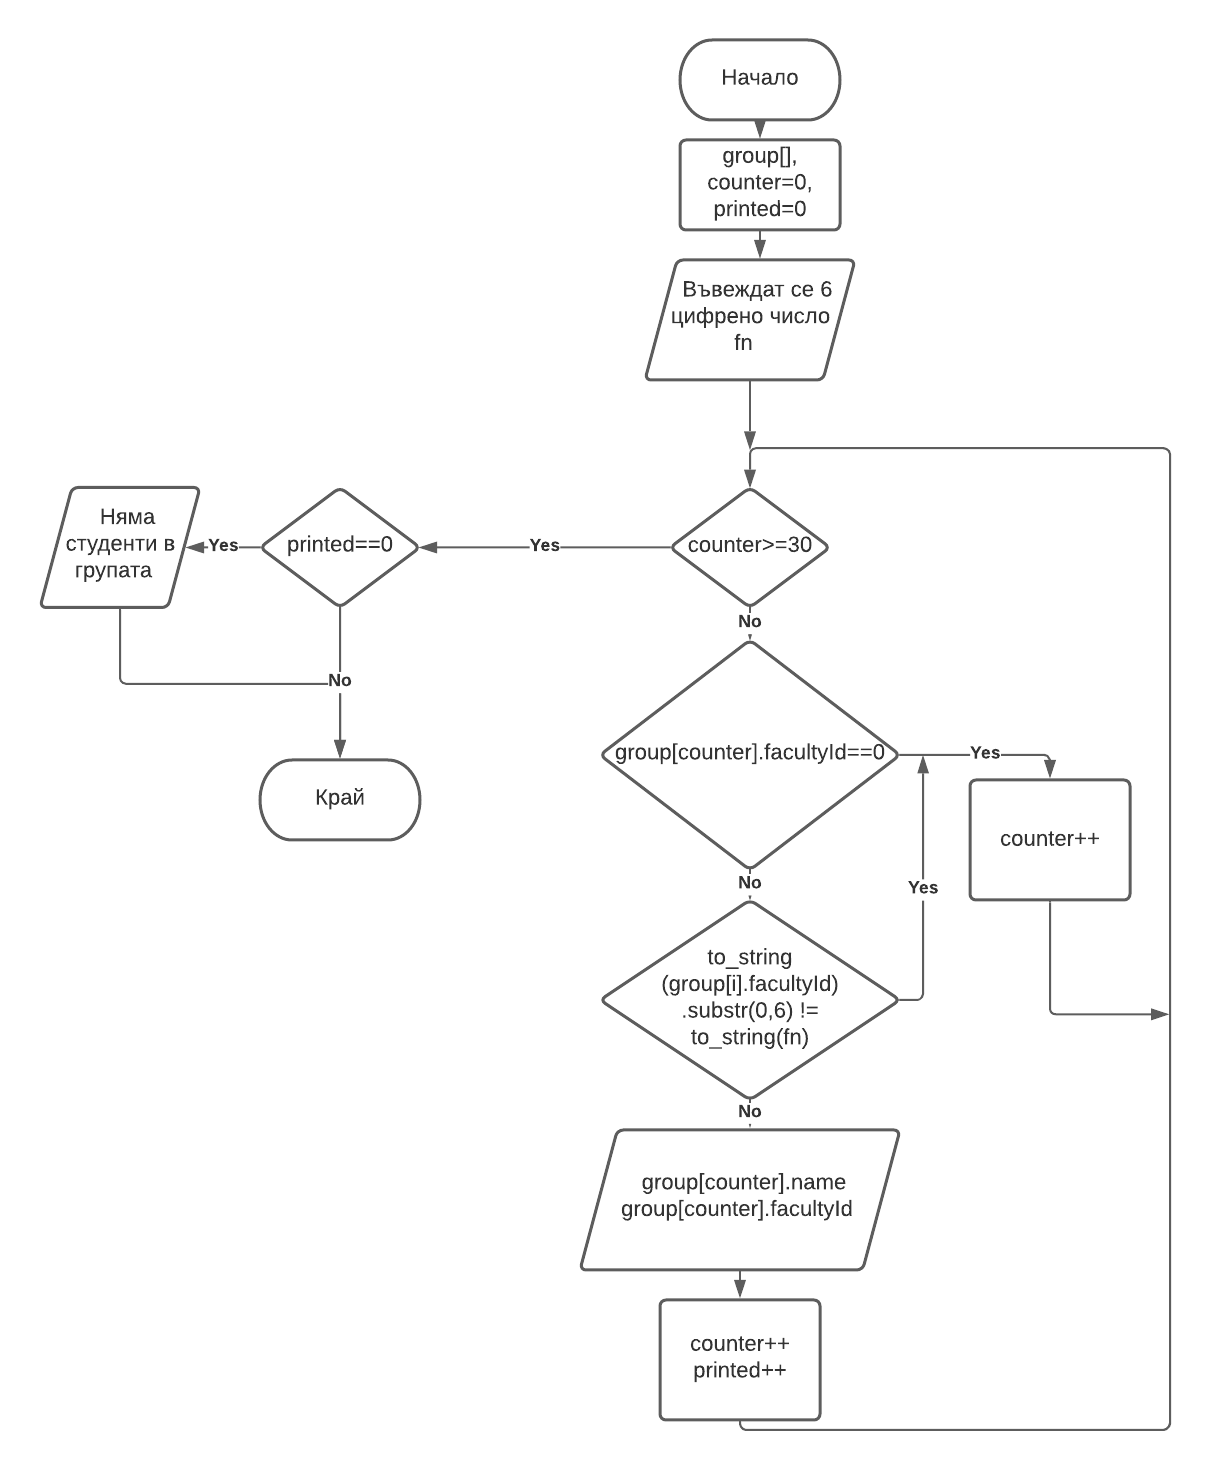 Начало
group[],
counter=0,
printed=0
Въвеждат се 6
цифрено число
fn
counter>=30
Yes
printed==0
Yes
Няма
студенти в
групата
No
Край
No
group[counter].facultyId==0
Yes
counter++
No
Yes
to_string
(group[i].facultyId)
.substr(0,6) !=
to_string(fn)
No
group[counter].name
group[counter].facultyId
counter++
printed++